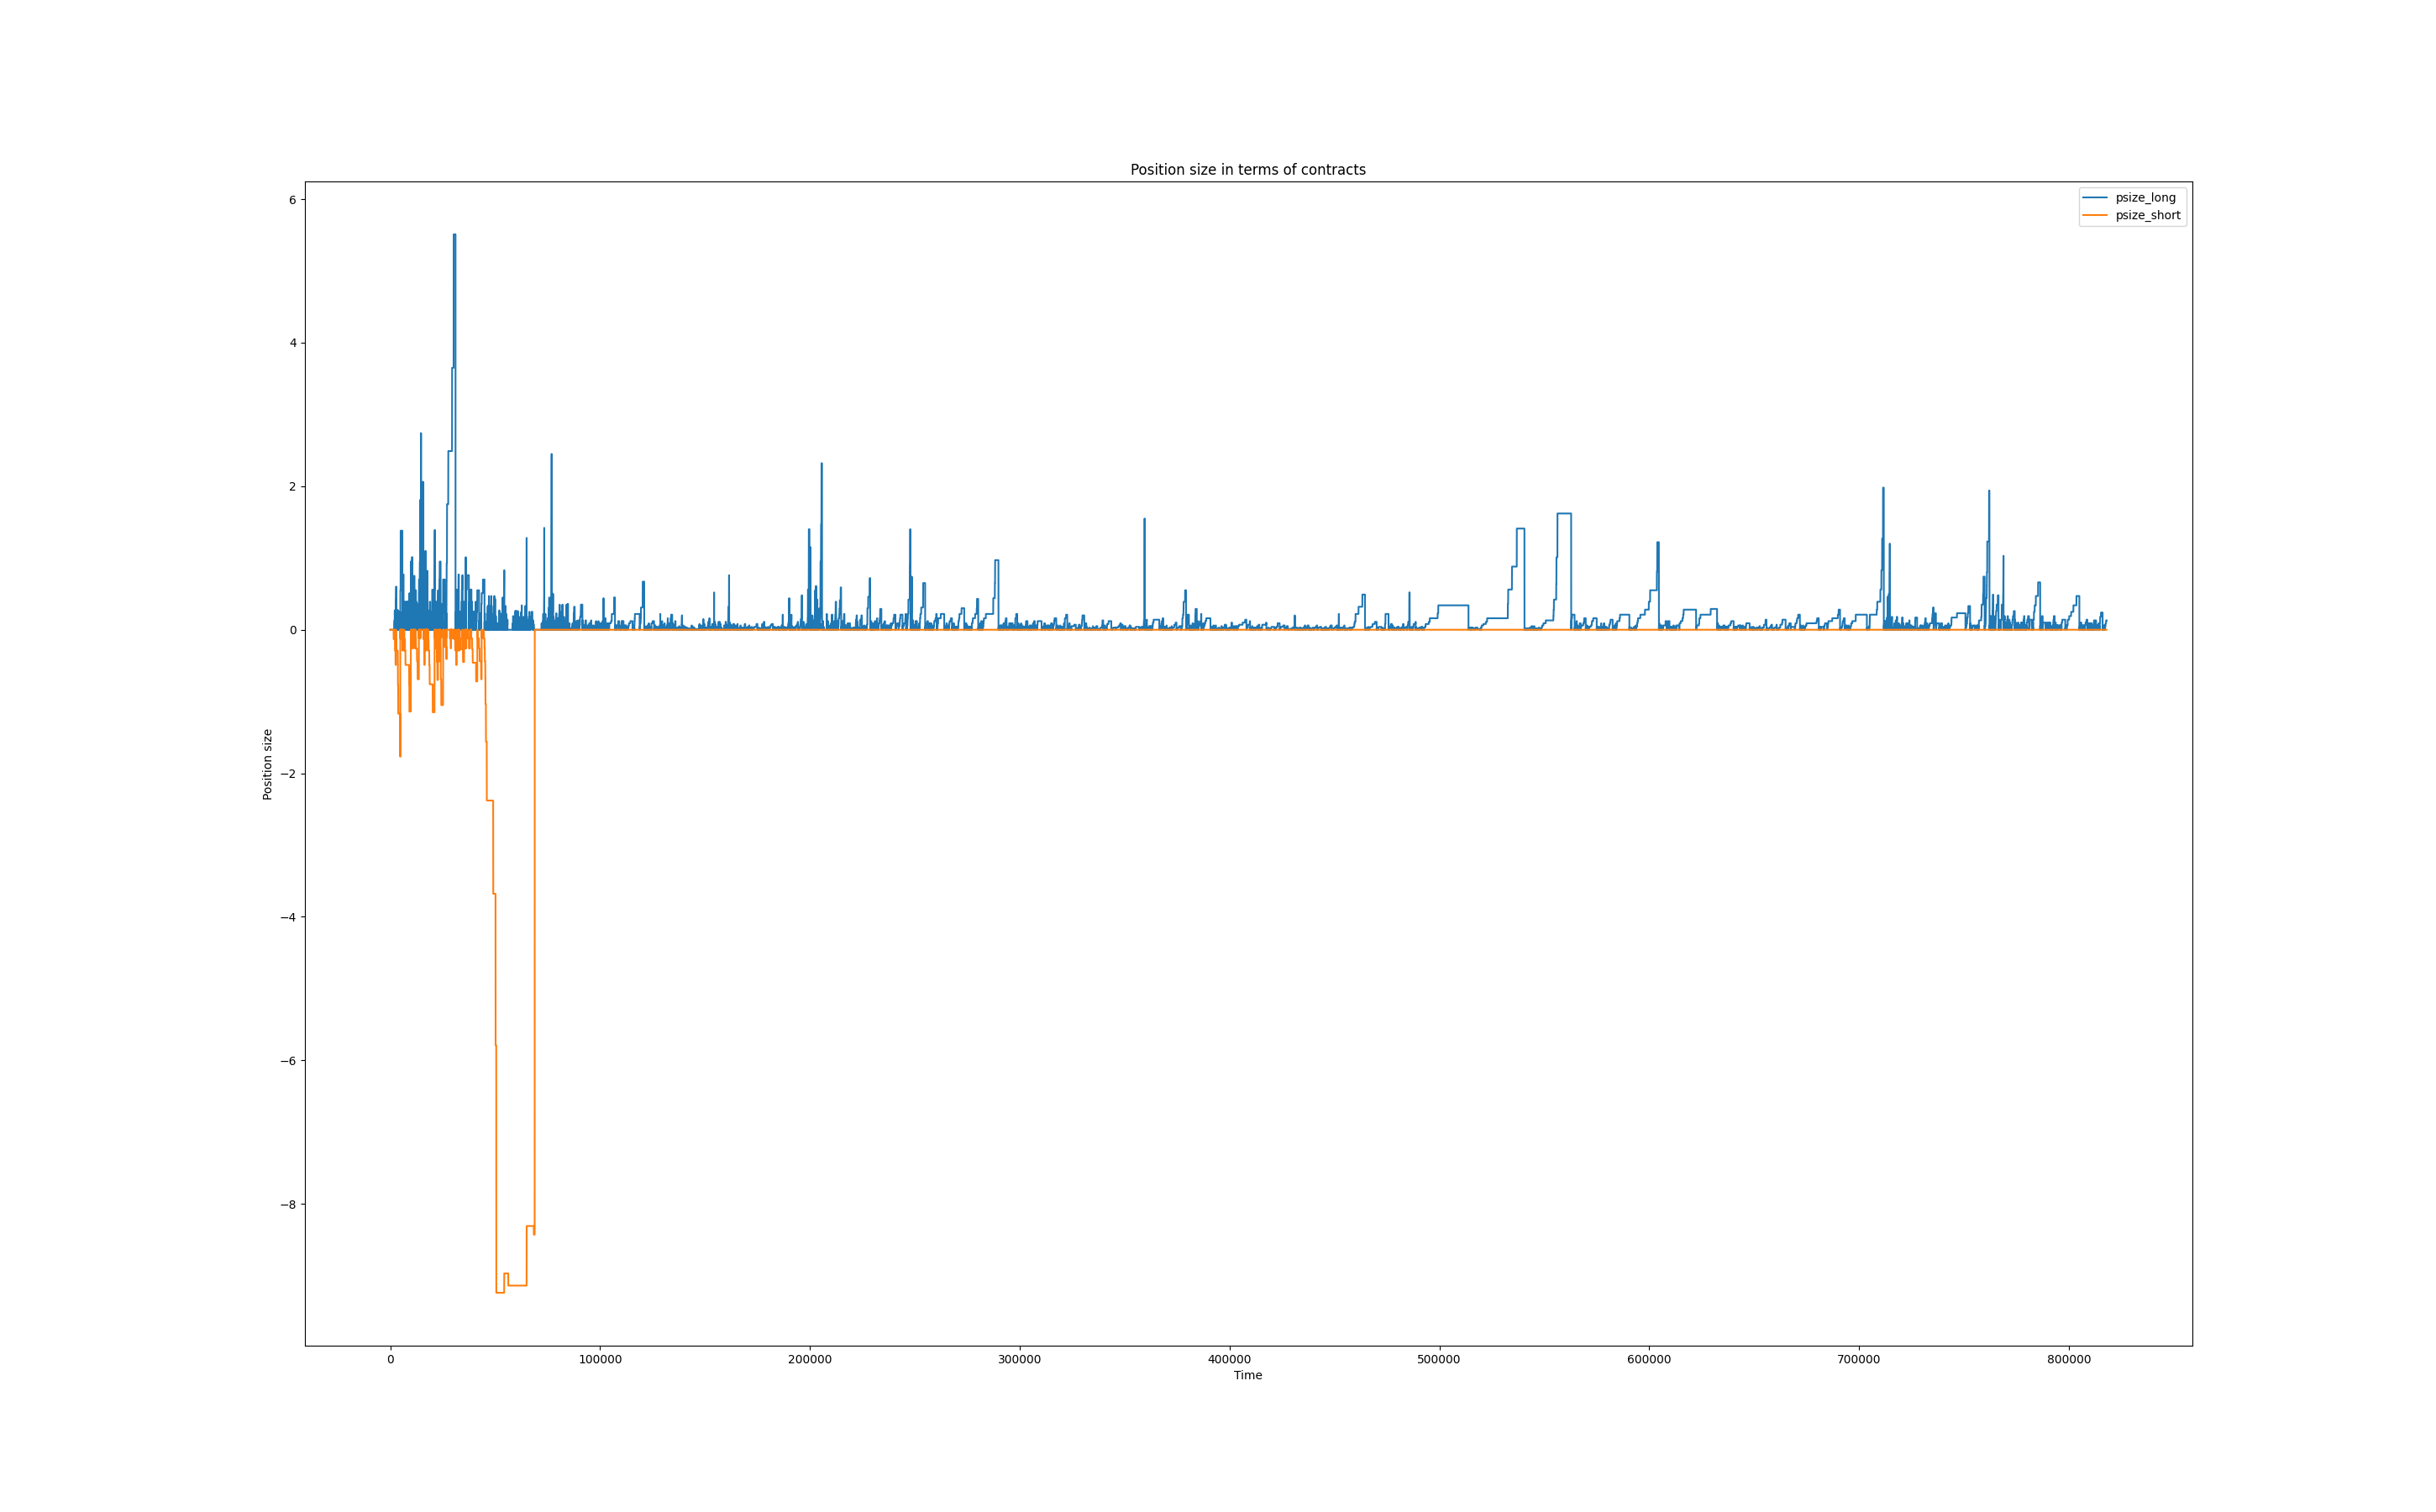 Position size in terms of contracts
psize_long
psize_short
6
4
2
0
−2
−4
−6
−8
Position size
0 100000 200000 300000 400000 500000 600000 700000 800000
Time